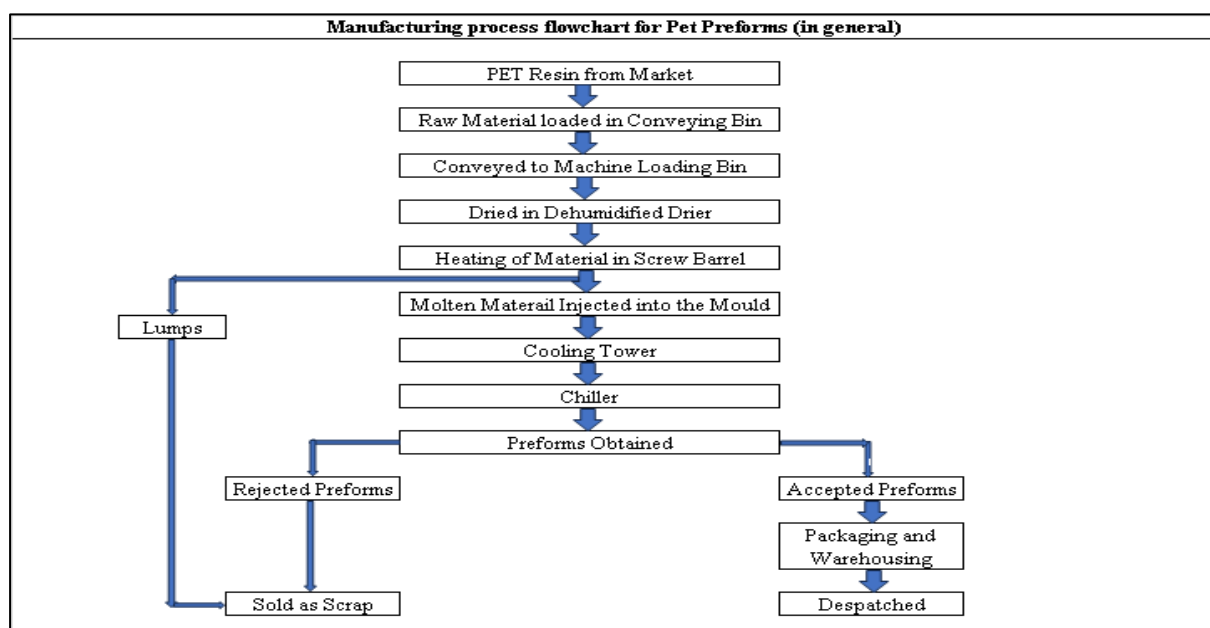 Manufacturing process flowchart for Pet Preforms (in general)
PET Resin from Market
Raw Material loaded in Conveying Bin
Conveyed to Machine Loading Bin
Dried in Dehumidified Drier
Heating of Material in Screw Barrel
Molten Materail Injected into the Mould
Lumps
Cooling Tower
Chiller
Preforms Obtained
Rejected Preforms
Accepted Preforms
Packaging and
Warehousing
Sold as Scrap
Despatched